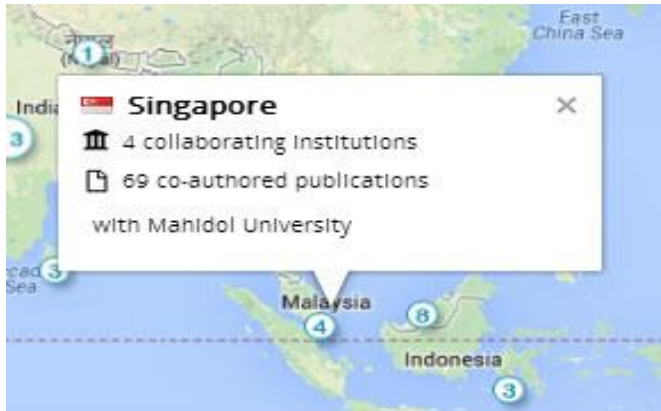 East
China Sea
1
India
Singapore
4 collaborating institutions
69 co-authored publications
with Mahidol University
3
3
Sea
Malaysia
4
8
Indonesia
3